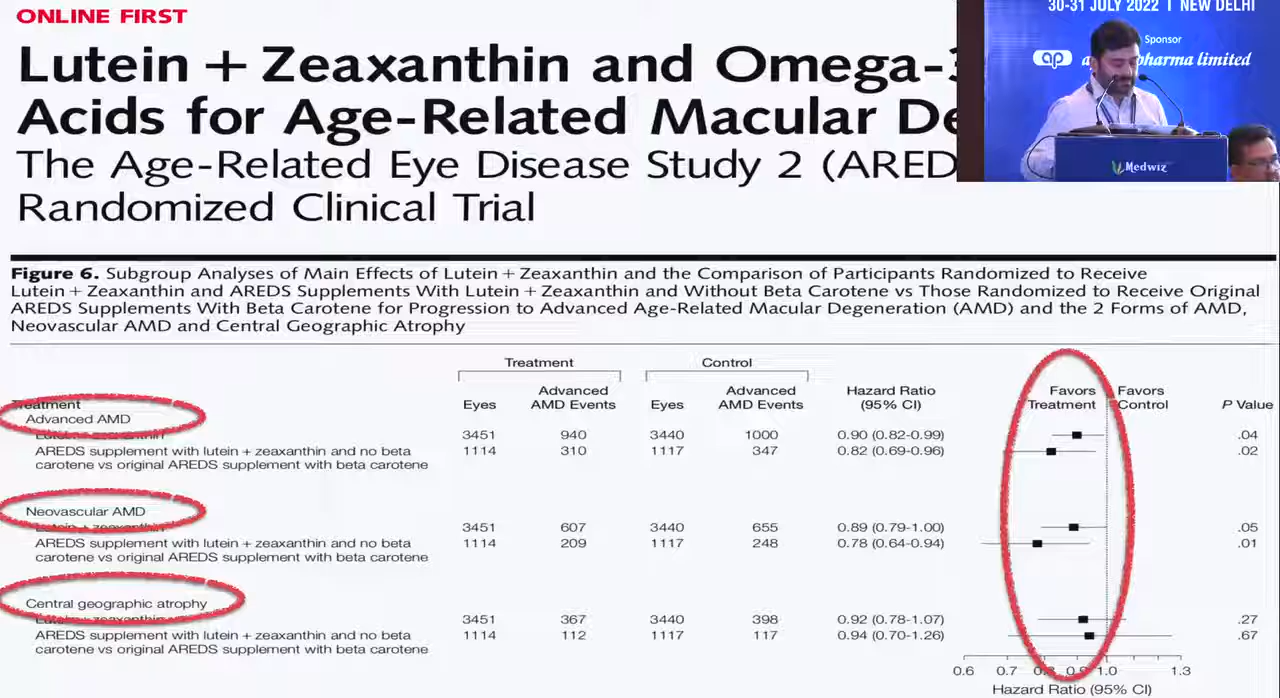 ONLINE FIRST
Lutein + Zeaxanthin and Omega-3
Acids for Age-Related Macular De
The Age-Related Eye Disease Study 2 (ARED
Randomized Clinical Trial
30-31 JULY 2022 | NEW DELHI
Sponsor
ap pharma limited
Medwiz
Figure 6. Subgroup Analyses of Main Effects of Lutein + Zeaxanthin and the Comparison of Participants Randomized to Receive
Lutein + Zeaxanthin and AREDS Supplements With Lutein + Zeaxanthin and Without Beta Carotene vs Those Randomized to Receive Original
AREDS Supplements With Beta Carotene for Progression to Advanced Age-Related Macular Degeneration (AMD) and the 2 Forms of AMD,
Neovascular AMD and Central Geographic Atrophy
Treatment Control
Advanced Advanced Hazard Ratio Favors Favors
Treatment Eyes AMD Events Eyes AMD Events (95% CI) Treatment Control P Value
Advanced AMD
Lutein + zeaxanthin 3451 940 3440 1000 0.90 (0.82-0.99) .04
AREDS supplement with lutein + zeaxanthin and no beta 1114 310 1117 347 0.82 (0.69-0.96) .02
carotene vs original AREDS supplement with beta carotene
Neovascular AMD
Lutein + zeaxanthin 3451 607 3440 655 0.89 (0.79-1.00) .05
AREDS supplement with lutein + zeaxanthin and no beta 1114 209 1117 248 0.78 (0.64-0.94) .01
carotene vs original AREDS supplement with beta carotene
Central geographic atrophy
Lutein + zeaxanthin 3451 367 3440 398 0.92 (0.78-1.07) .27
AREDS supplement with lutein + zeaxanthin and no beta 1114 112 1117 117 0.94 (0.70-1.26) .67
carotene vs original AREDS supplement with beta carotene
0.6 0.7 0.8 0.9 1.0 1.3
Hazard Ratio (95% CI)